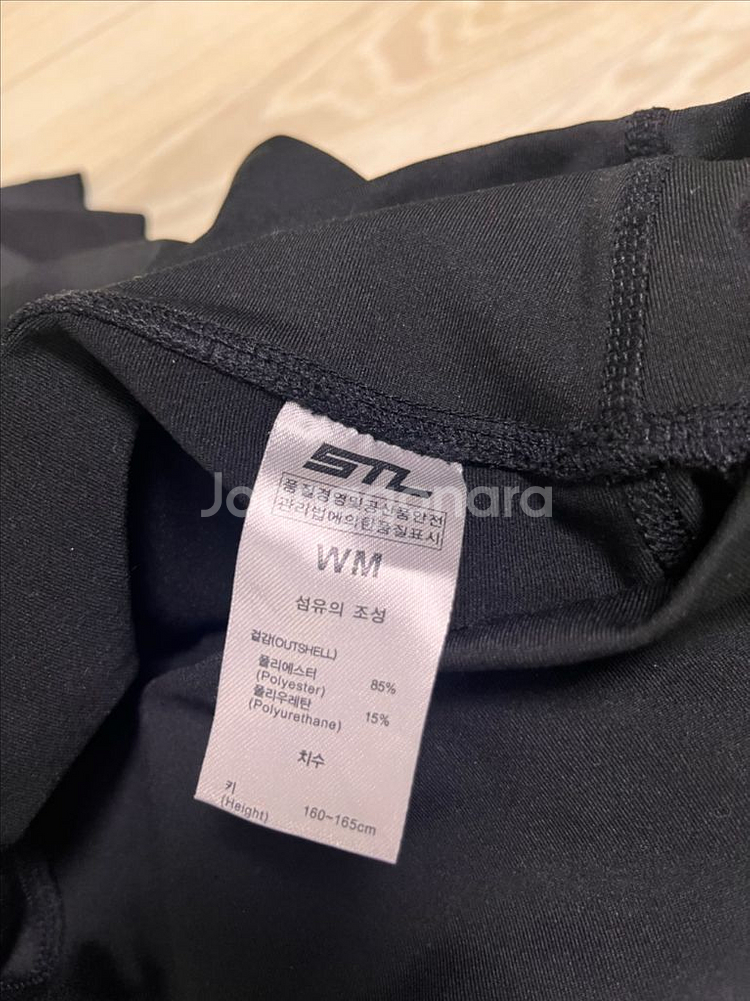 STL
품질경영및공산품안전
관리법에의한품질표시
WM
섬유의 조성
겉감(OUTSHELL)
폴리에스터 85%
(Polyester)
폴리우레탄 15%
(Polyurethane)
치수
키
(Height) 160~165cm
Joonggonara